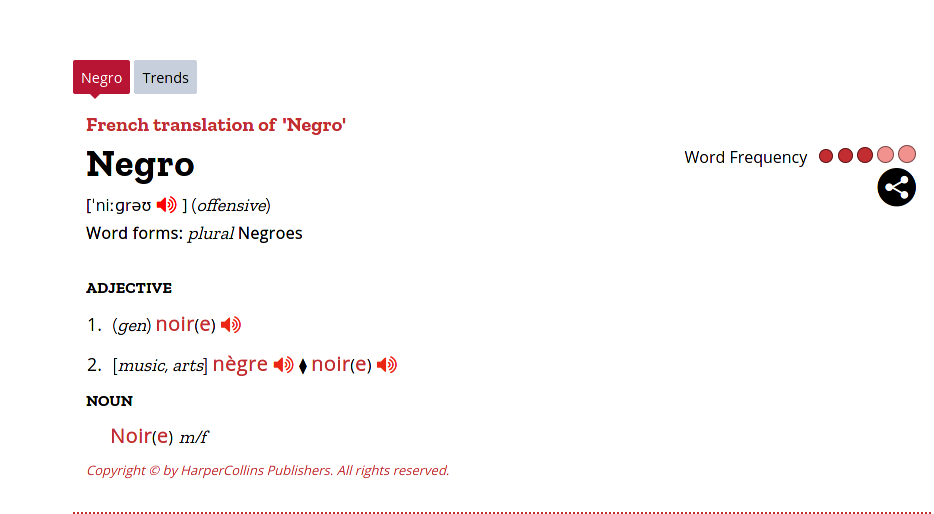 Negro Trends
French translation of 'Negro'
Negro
Word Frequency
['niːɡrəʊ ] (offensive)
Word forms: plural Negroes
ADJECTIVE
1. (gen) noir(e)
2. [music, arts] nègre ⧫ noir(e)
NOUN
Noir(e) m/f
Copyright © by HarperCollins Publishers. All rights reserved.